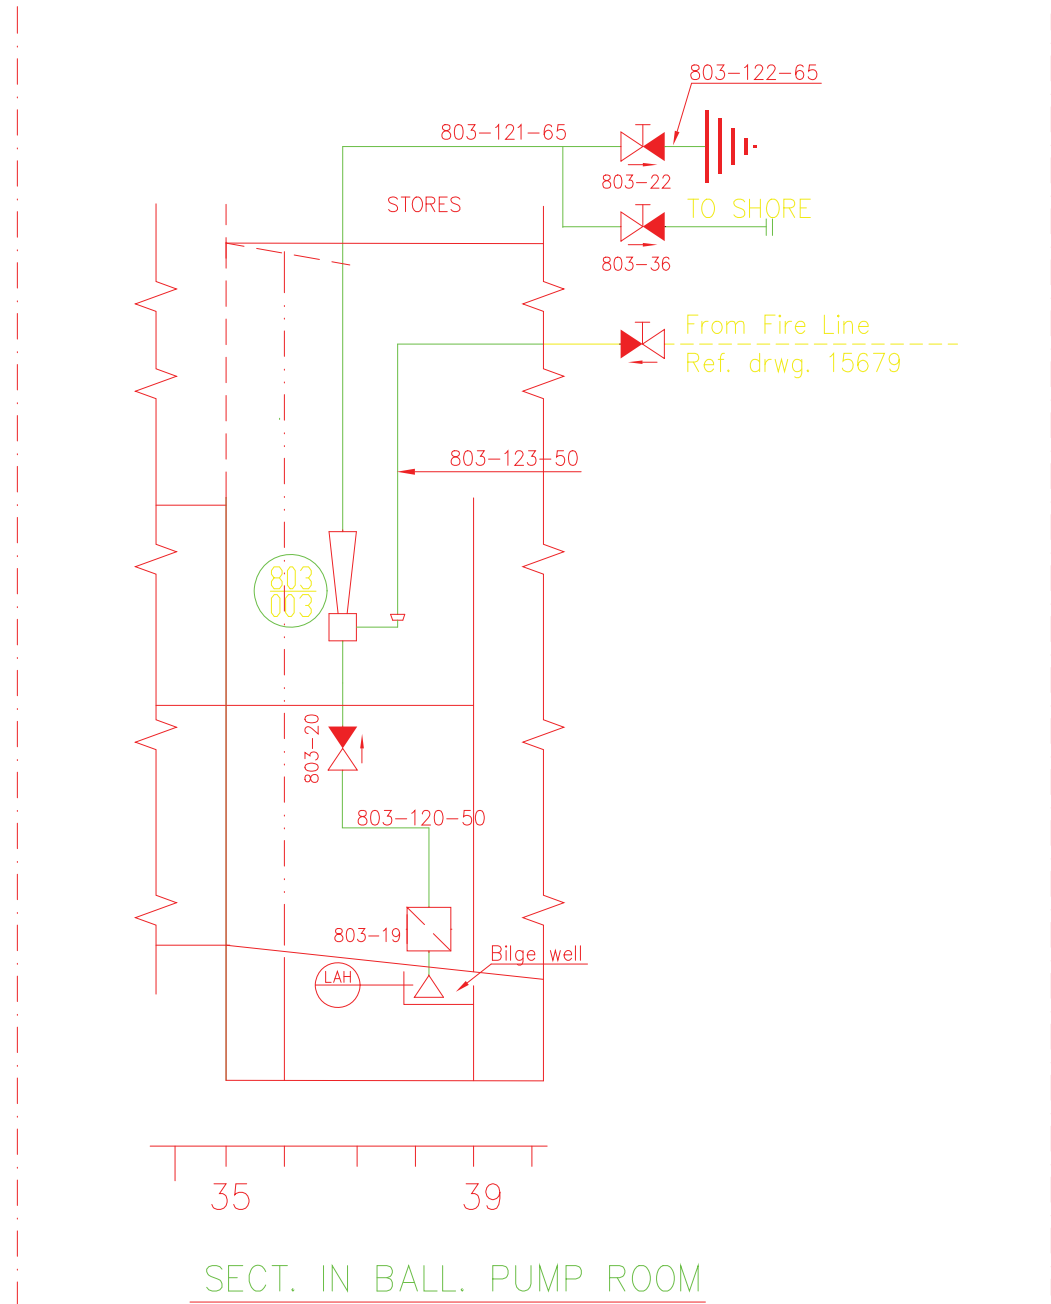 803-122-65
803-121-65
803-22
STORES
TO SHORE
803-36
From Fire Line
Ref. drwg. 15679
803-123-50
803
003
803-20
803-120-50
803-19
Bilge well
LAH
35
39
SECT. IN BALL. PUMP ROOM